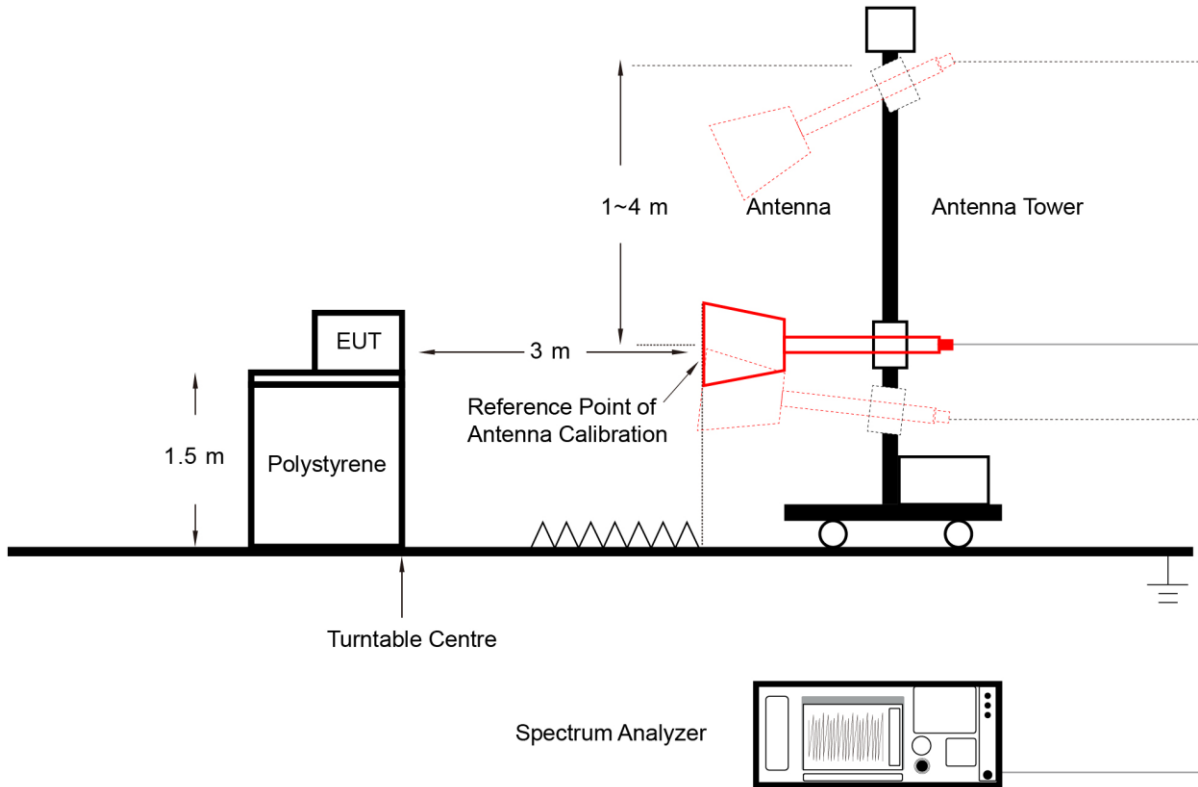 1~4 m
Antenna
Antenna Tower
EUT
3 m
Reference Point of
Antenna Calibration
1.5 m
Polystyrene
Turntable Centre
Spectrum Analyzer